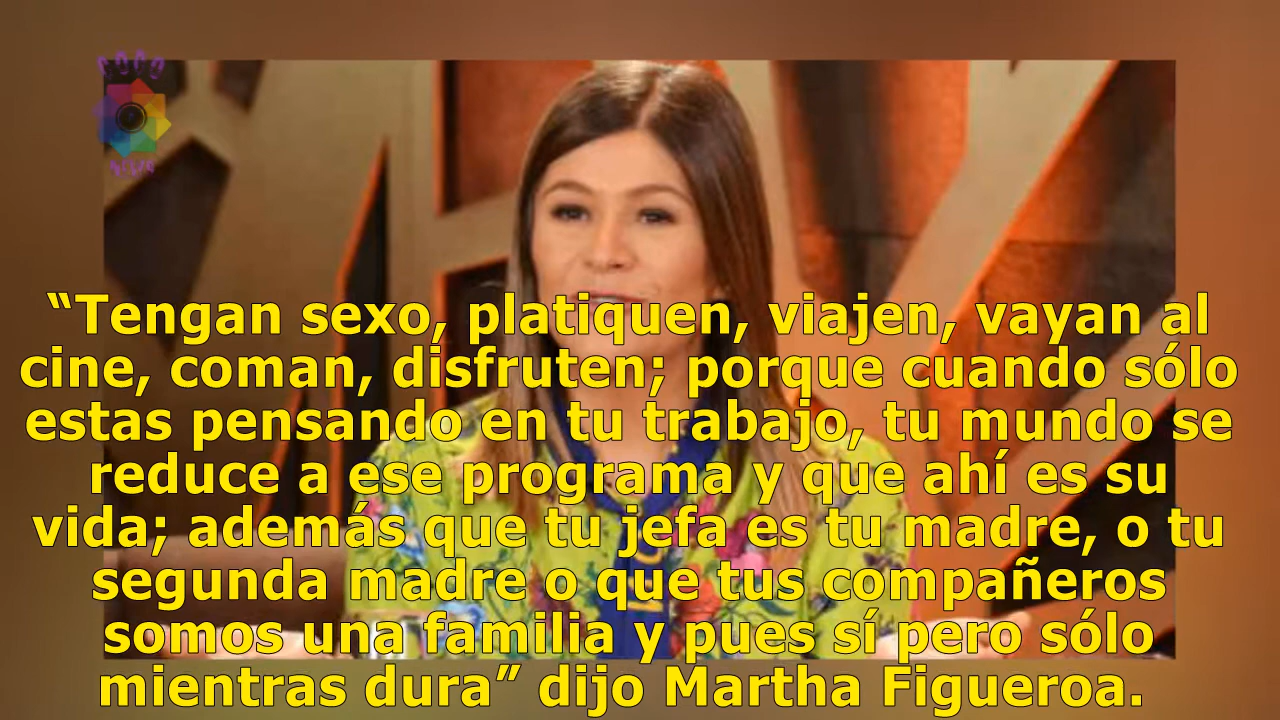 COCO
NEWS
“Tengan sexo, platiquen, viajen, vayan al
cine, coman, disfruten; porque cuando sólo
estas pensando en tu trabajo, tu mundo se
reduce a ese programa y que ahí es su
vida; además que tu jefa es tu madre, o tu
segunda madre o que tus compañeros
somos una familia y pues sí pero sólo
mientras dura” dijo Martha Figueroa.